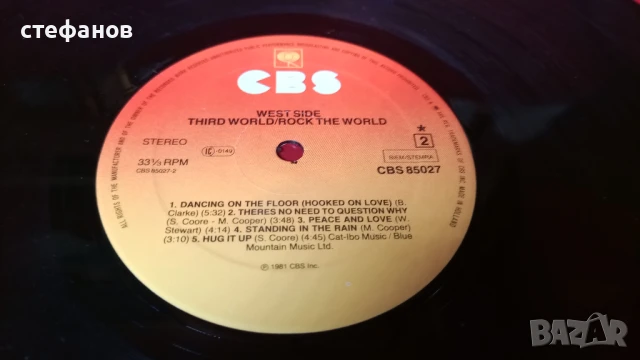 стефанов
CBS
WEST SIDE
THIRD WORLD/ROCK THE WORLD
STEREO
33⅓ RPM
CBS-85027-2
2
CBS 85027
1. DANCING ON THE FLOOR (HOOKED ON LOVE) (B.
Clarke) (5:32) 2. THERES NO NEED TO QUESTION WHY
(S. Coore - M. Cooper) (3:48) 3. PEACE AND LOVE (W.
Stewart) (4:14) 4. STANDING IN THE RAIN (M. Cooper)
(3:10) 5. HUG IT UP (S. Coore) (4:45) Cat-Ibo Music / Blue
Mountain Music Ltd.
℗ 1981 CBS Inc.
BAZAR